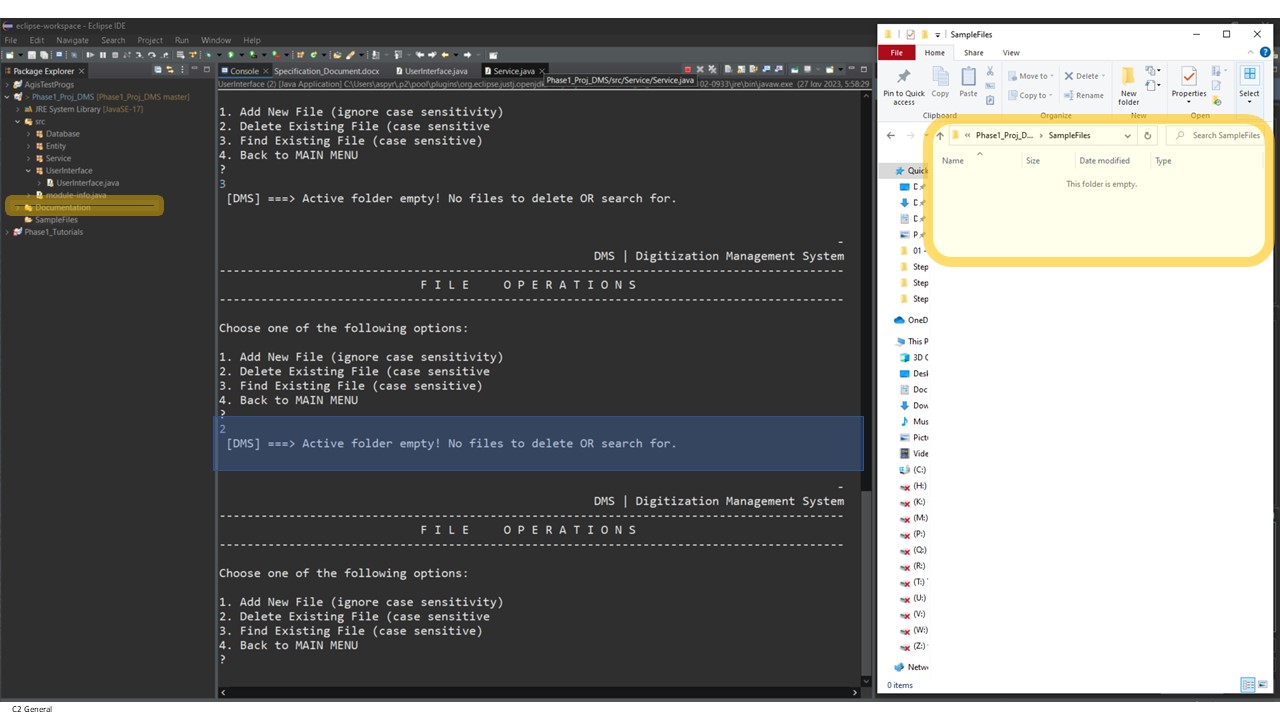 eclipse-workspace - Eclipse IDE
File Edit Navigate Search Project Run Window Help
Package Explorer
AgisTestProgs
Phase1_Proj_DMS [Phase1_Proj_DMS master]
JRE System Library [JavaSE-17]
src
Database
Entity
Service
UserInterface
UserInterface.java
module-info.java
Documentation
SampleFiles
Phase1_Tutorials
Console Specification_Document.docx UserInterface.java Service.java
Phase1_Proj_DMS/src/Service/Service.java
UserInterface (2) [Java Application] C:\Users\aspyr\.p2\pool\plugins\org.eclipse.justj.openjdk 02-0933\jre\bin\javaw.exe (27 Ιαν 2023, 5:58:29
1. Add New File (ignore case sensitivity)
2. Delete Existing File (case sensitive
3. Find Existing File (case sensitive)
4. Back to MAIN MENU
?
3
[DMS] ===> Active folder empty! No files to delete OR search for.
DMS | Digitization Management System
F I L E O P E R A T I O N S
Choose one of the following options:
1. Add New File (ignore case sensitivity)
2. Delete Existing File (case sensitive
3. Find Existing File (case sensitive)
4. Back to MAIN MENU
?
2
[DMS] ===> Active folder empty! No files to delete OR search for.
DMS | Digitization Management System
F I L E O P E R A T I O N S
Choose one of the following options:
1. Add New File (ignore case sensitivity)
2. Delete Existing File (case sensitive
3. Find Existing File (case sensitive)
4. Back to MAIN MENU
?
SampleFiles
File Home Share View
Pin to Quick access
Copy
Paste
Move to
Copy to
Delete
Rename
New folder
Properties
Select
Clipboard Organize New Open
« Phase1_Proj_D... › SampleFiles
Search SampleFiles
Name Size Date modified Type
This folder is empty.
Quick
D
D
D
P
01 -
Step
Step
Step
OneD
This P
3D O
Desk
Doc
Dow
Mus
Pict
Vide
(C:)
(H:)
(K:)
(M:)
(P:)
(Q:)
(R:)
(T:)
(U:)
(V:)
(W:)
(Z:)
Netw
0 items
C2 General